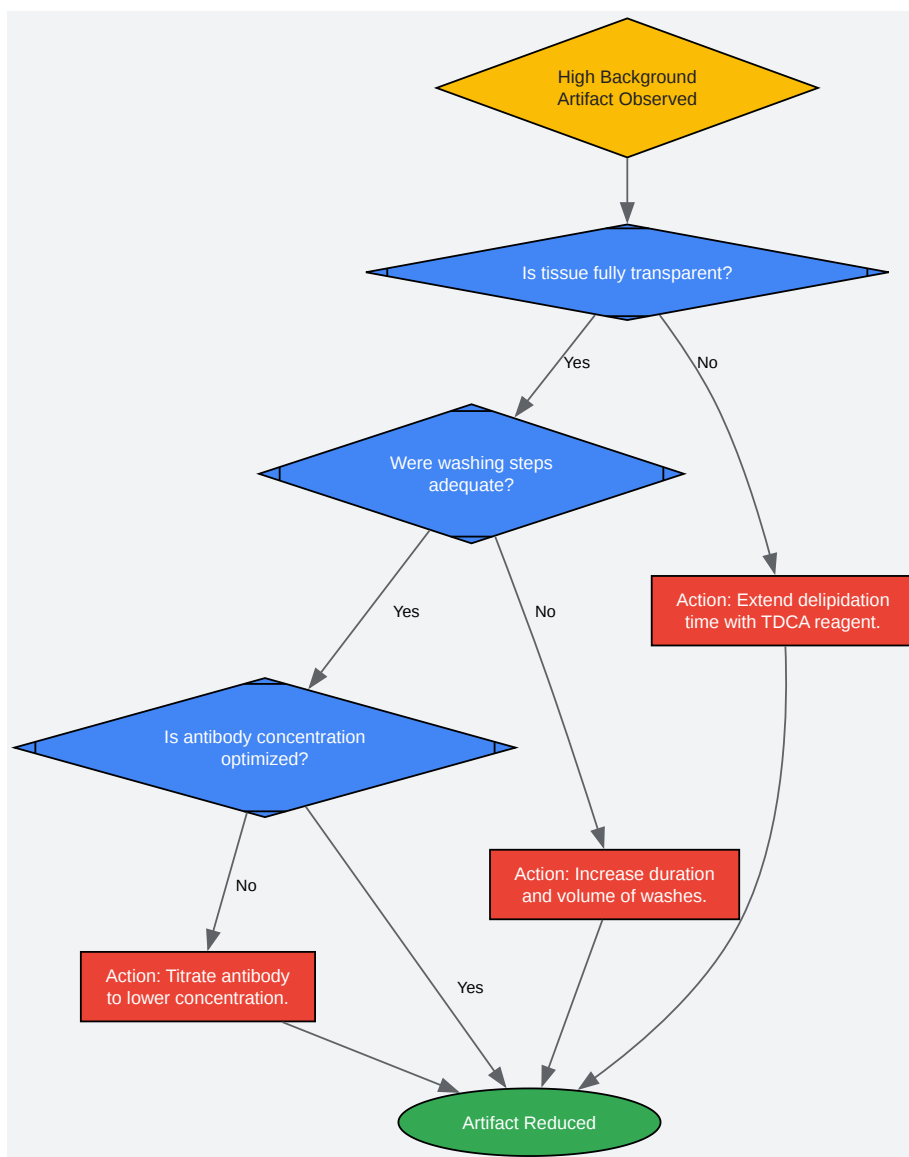 High Background
Artifact Observed
Is tissue fully transparent?
Yes
No
Were washing steps
adequate?
Action: Extend delipidation
time with TDCA reagent.
Yes
No
Is antibody concentration
optimized?
Action: Increase duration
and volume of washes.
No
Action: Titrate antibody
to lower concentration.
Yes
Artifact Reduced